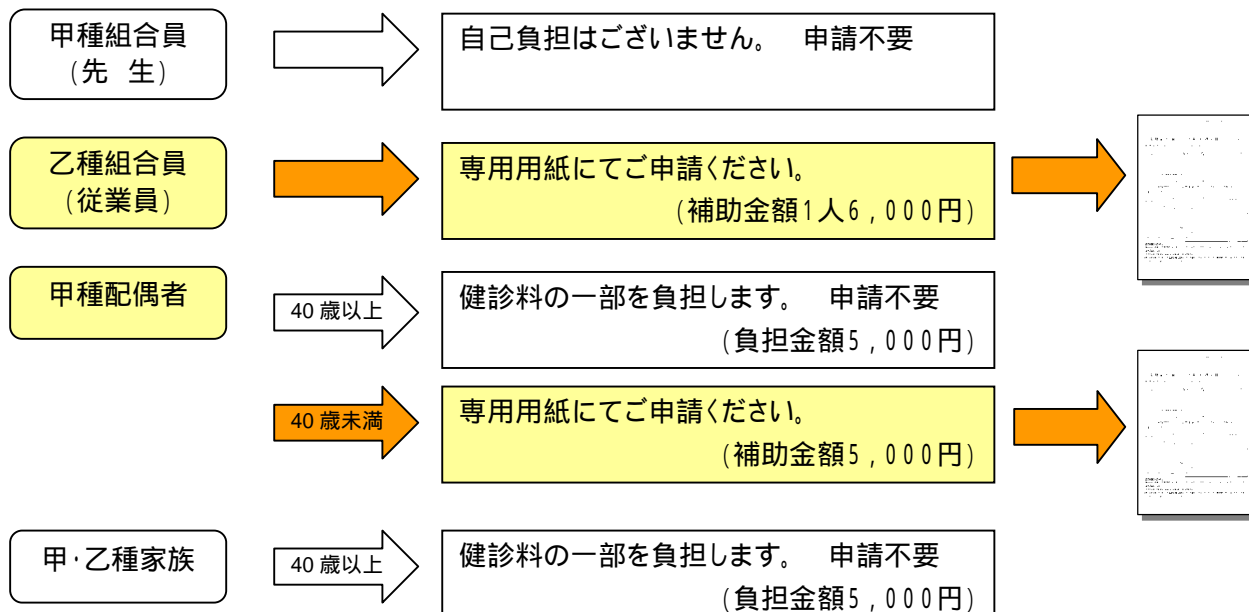 甲種組合員
(先　生)
自己負担はございません。　申請不要
乙種組合員
(従業員)
専用用紙にてご申請ください。
(補助金額1人6,000円)
甲種配偶者
40歳以上
健診料の一部を負担します。　申請不要
(負担金額5,000円)
40歳未満
専用用紙にてご申請ください。
(補助金額5,000円)
甲・乙種家族
40歳以上
健診料の一部を負担します。　申請不要
(負担金額5,000円)